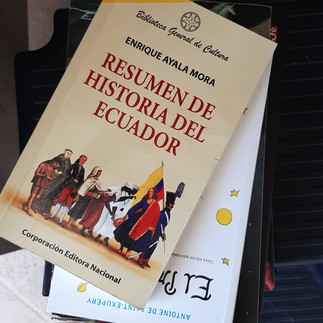 Biblioteca General de Cultura
ENRIQUE AYALA MORA
RESUMEN DE
HISTORIA DEL
ECUADOR
Corporación Editora Nacional
El
ANTOINE DE SAINT-EXUPÉRY